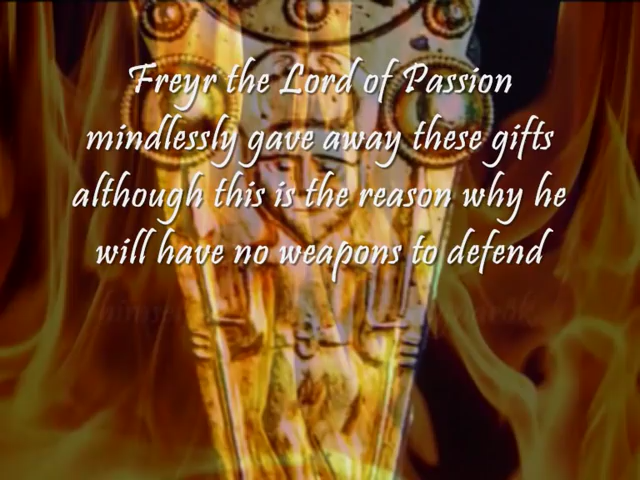 Freyr the Lord of Passion
mindlessly gave away these gifts
although this is the reason why he
will have no weapons to defend